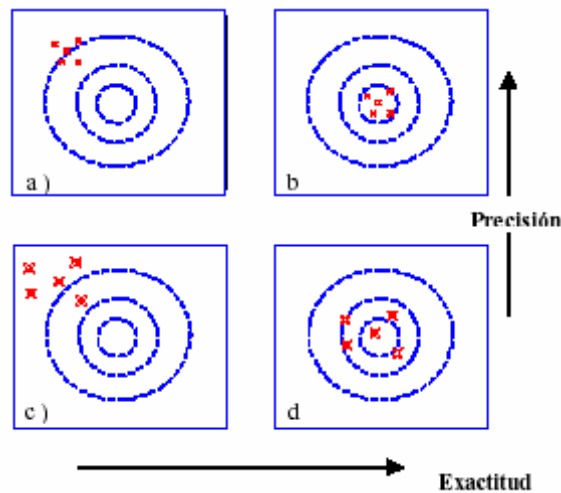 a )
b
Precisión
c )
d
Exactitud